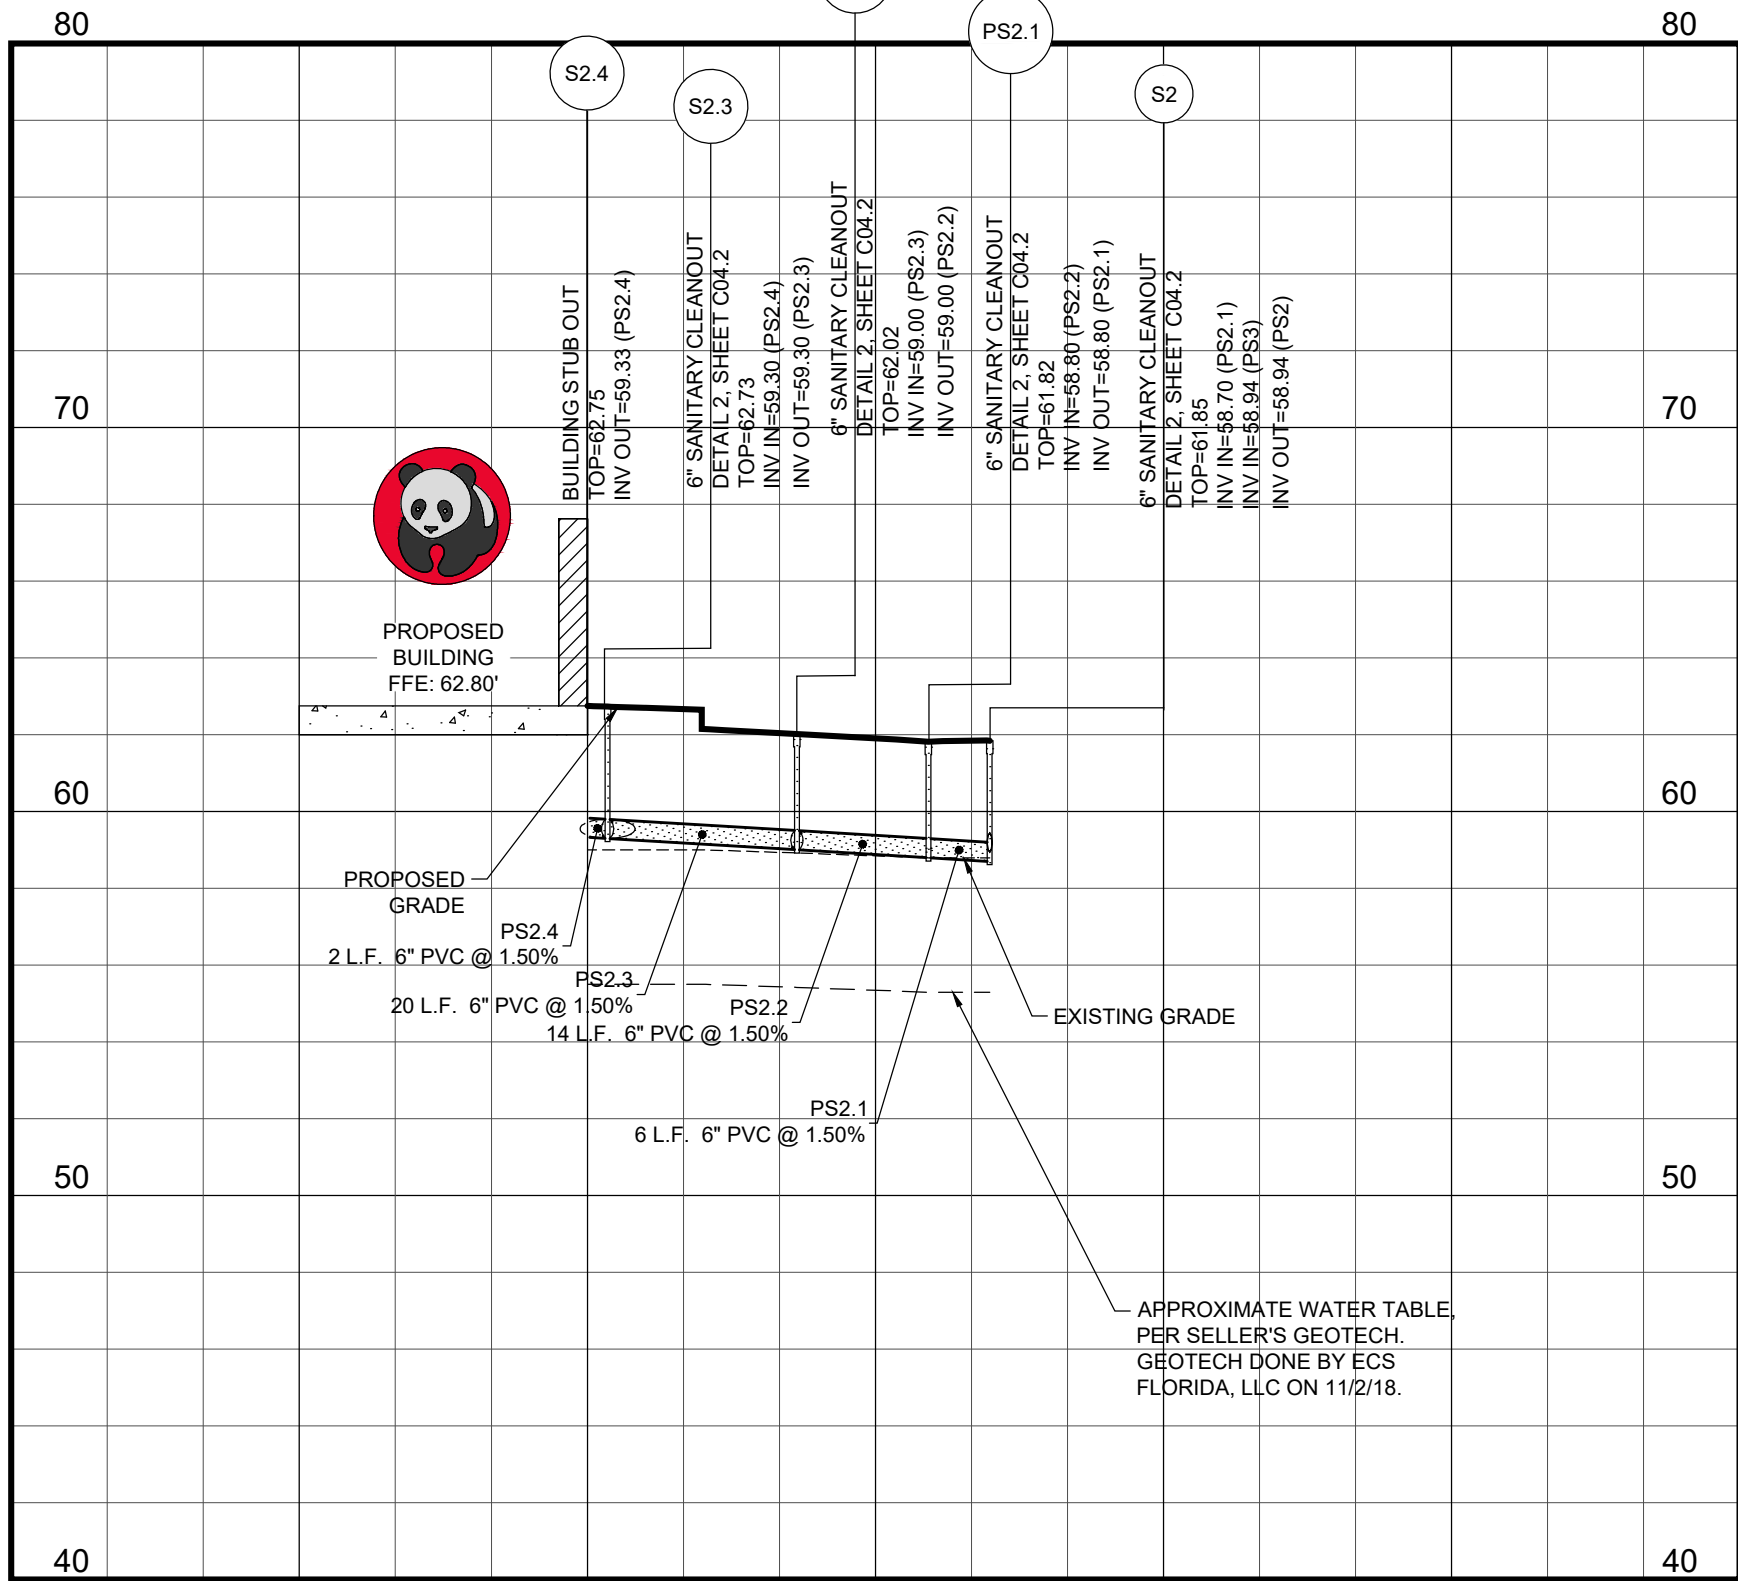 80
80
PS2.1
S2.4
S2
S2.3
BUILDING STUB OUT
TOP=62.75
INV OUT=59.33 (PS2.4)
6" SANITARY CLEANOUT
DETAIL 2, SHEET C04.2
TOP=62.73
INV IN=59.30 (PS2.4)
INV OUT=59.30 (PS2.3)
6" SANITARY CLEANOUT
DETAIL 2, SHEET C04.2
TOP=62.02
INV IN=59.00 (PS2.3)
INV OUT=59.00 (PS2.2)
6" SANITARY CLEANOUT
DETAIL 2, SHEET C04.2
TOP=61.82
INV IN=58.80 (PS2.2)
INV OUT=58.80 (PS2.1)
6" SANITARY CLEANOUT
DETAIL 2, SHEET C04.2
TOP=61.85
INV IN=58.70 (PS2.1)
INV IN=58.94 (PS3)
INV OUT=58.94 (PS2)
70
70
PROPOSED
BUILDING
FFE: 62.80'
60
60
PROPOSED
GRADE
PS2.4
2 L.F. 6" PVC @ 1.50%
PS2.3
20 L.F. 6" PVC @ 1.50%
PS2.2
14 L.F. 6" PVC @ 1.50%
EXISTING GRADE
PS2.1
6 L.F. 6" PVC @ 1.50%
50
50
APPROXIMATE WATER TABLE,
PER SELLER'S GEOTECH.
GEOTECH DONE BY ECS
FLORIDA, LLC ON 11/2/18.
40
40